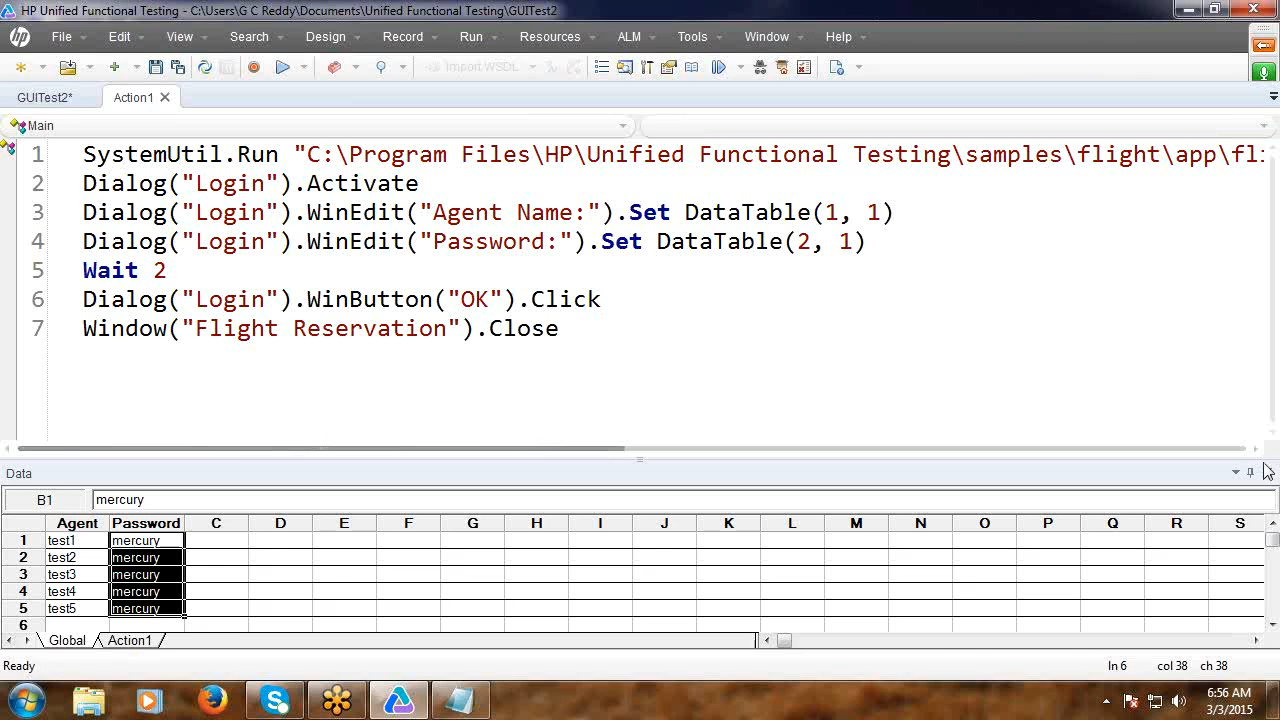 HP Unified Functional Testing - C:\Users\G C Reddy\Documents\Unified Functional Testing\GUITest2
hp File Edit View Search Design Record Run Resources ALM Tools Window Help
Import WSDL
GUITest2* Action1
Main
1 SystemUtil.Run "C:\Program Files\HP\Unified Functional Testing\samples\flight\app\fli
2 Dialog("Login").Activate
3 Dialog("Login").WinEdit("Agent Name:").Set DataTable(1, 1)
4 Dialog("Login").WinEdit("Password:").Set DataTable(2, 1)
5 Wait 2
6 Dialog("Login").WinButton("OK").Click
7 Window("Flight Reservation").Close
Data
B1 mercury
Agent Password C D E F G H I J K L M N O P Q R S
1 test1 mercury
2 test2 mercury
3 test3 mercury
4 test4 mercury
5 test5 mercury
6
Global Action1
Ready ln 6 col 38 ch 38
6:56 AM
3/3/2015